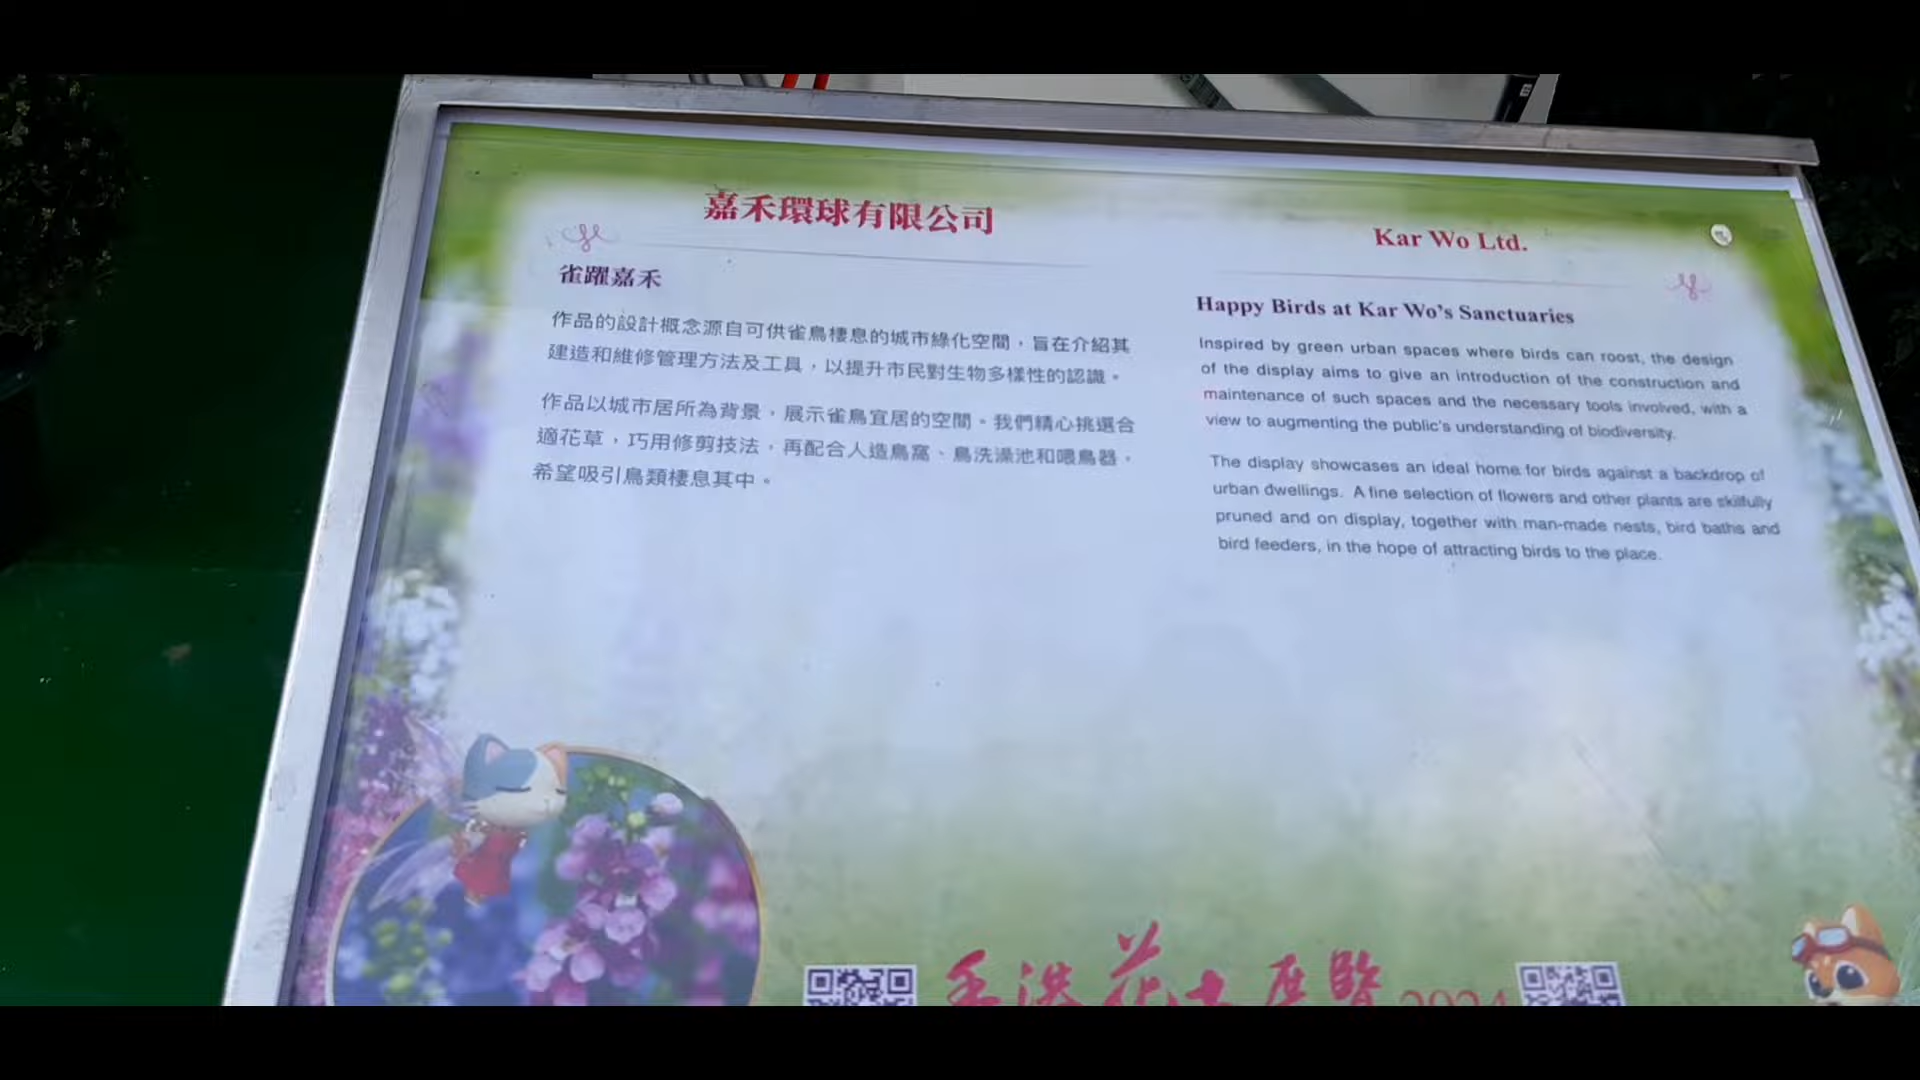 嘉禾環球有限公司
雀躍嘉禾
作品的設計概念源自可供雀鳥棲息的城市綠化空間，旨在介紹其
建造和維修管理方法及工具，以提升市民對生物多樣性的認識。
作品以城市居所為背景，展示雀鳥宜居的空間。我們精心挑選合
適花草，巧用修剪技法，再配合人造鳥窩、鳥洗澡池和喂鳥器，
希望吸引鳥類棲息其中。
Kar Wo Ltd.
Happy Birds at Kar Wo's Sanctuaries
Inspired by green urban spaces where birds can roost, the design
of the display aims to give an introduction of the construction and
maintenance of such spaces and the necessary tools involved, with a
view to augmenting the public's understanding of biodiversity.
The display showcases an ideal home for birds against a backdrop of
urban dwellings. A fine selection of flowers and other plants are skilfully
pruned and on display, together with man-made nests, bird baths and
bird feeders, in the hope of attracting birds to the place.
香港花卉展覽 2024